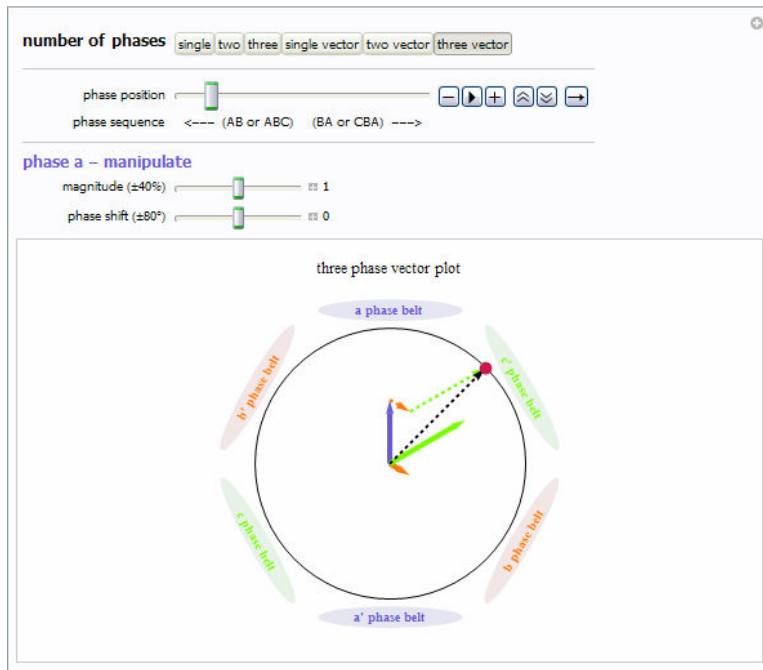 number of phases single two three single vector two vector three vector
phase position
phase sequence <--- (AB or ABC) (BA or CBA) --->
phase a – manipulate
magnitude (±40%) 1
phase shift (±80°) 0
three phase vector plot
a phase belt
b' phase belt
c' phase belt
c phase belt
b phase belt
a' phase belt